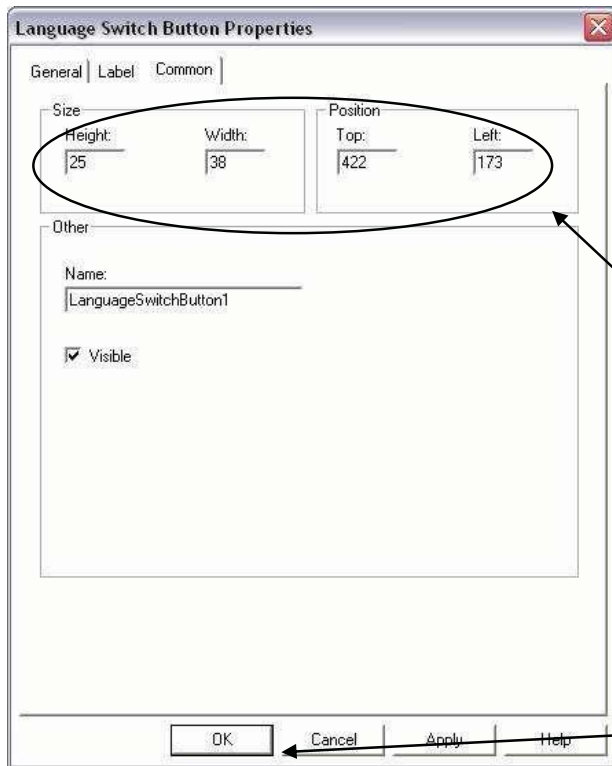 Language Switch Button Properties
General Label Common
Size Position
Height: Width: Top: Left:
25 38 422 173
Other
Name:
LanguageSwitchButton1
Visible
OK Cancel Apply Help